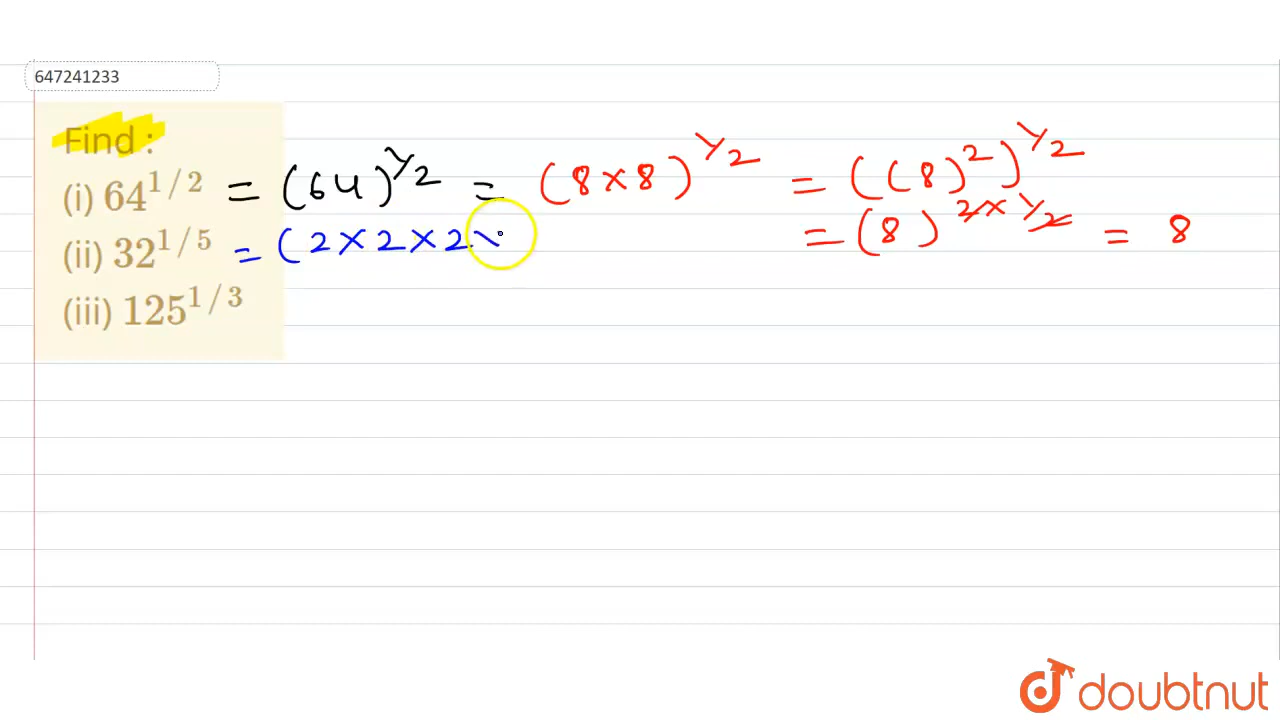 647241233
Find :
(i) 64^{1/2} = (64)^{1/2} = (8×8)^{1/2} = ((8)^2)^{1/2}
= (8)^{2×1/2} = 8
(ii) 32^{1/5} = (2×2×2
(iii) 125^{1/3}
doubtnut